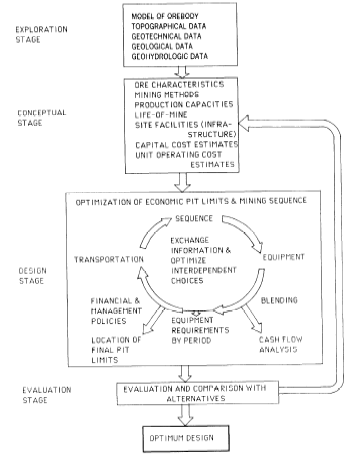 EXPLORATION
STAGE
MODEL OF OREBODY
TOPOGRAPHICAL DATA
GEOTECHNICAL DATA
GEOLOGICAL DATA
GEOHYDROLOGIC DATA
CONCEPTUAL
STAGE
ORE CHARACTERISTICS
MINING METHODS
PRODUCTION CAPACITIES
LIFE-OF-MINE
SITE FACILITIES (INFRA-
STRUCTURE)
CAPITAL COST ESTIMATES
UNIT OPERATING COST
ESTIMATES
DESIGN
STAGE
OPTIMIZATION OF ECONOMIC PIT LIMITS & MINING SEQUENCE
SEQUENCE
EXCHANGE
INFORMATION &
OPTIMIZE
INTERDEPENDENT
CHOICES
TRANSPORTATION
EQUIPMENT
FINANCIAL &
MANAGEMENT
POLICIES
BLENDING
EQUIPMENT
REQUIREMENTS
BY PERIOD
LOCATION OF
FINAL PIT
LIMITS
CASH FLOW
ANALYSIS
EVALUATION
STAGE
EVALUATION AND COMPARISON WITH
ALTERNATIVES
OPTIMUM DESIGN